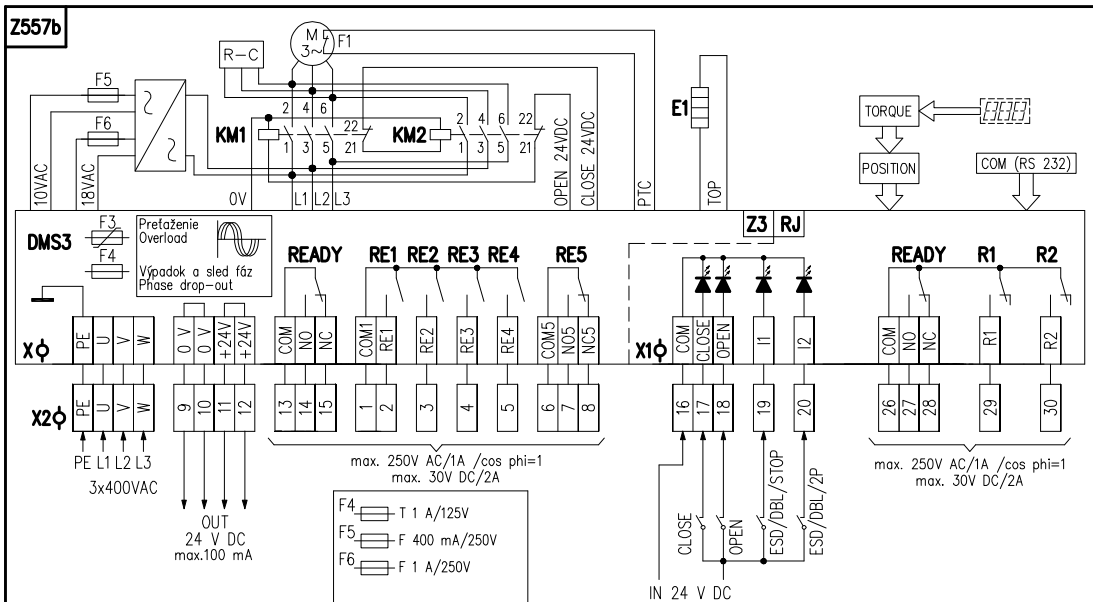 Z557b
F5
F6
10VAC
18VAC
R-C
M
3~
F1
KM1
2 4 6
1 3 5
22
21
KM2
2 4 6
1 3 5
22
21
0V
L1 L2 L3
OPEN 24VDC
CLOSE 24VDC
PTC
E1
TOP
TORQUE
POSITION
COM (RS 232)
DMS3
F3
F4
Preťaženie
Overload
Výpadok a sled fáz
Phase drop-out
READY
RE1 RE2 RE3 RE4
RE5
Z3 RJ
READY
R1
R2
X
PE U V W
0 V 0 V +24V +24V
COM NO NC
COM1 RE1 RE2 RE3 RE4
COM5 NO5 NC5
X1
COM CLOSE OPEN I1 I2
COM NO NC R1 R2
X2
PE U V W
9 10 11 12
13 14 15
1 2 3 4 5
6 7 8
16 17 18 19 20
26 27 28 29 30
PE L1 L2 L3
3x400VAC
OUT
24 V DC
max.100 mA
max. 250V AC/1A /cos phi=1
max. 30V DC/2A
F4 T 1 A/125V
F5 F 400 mA/250V
F6 F 1 A/250V
CLOSE
OPEN
ESD/DBL/STOP
ESD/DBL/2P
IN 24 V DC
max. 250V AC/1A /cos phi=1
max. 30V DC/2A